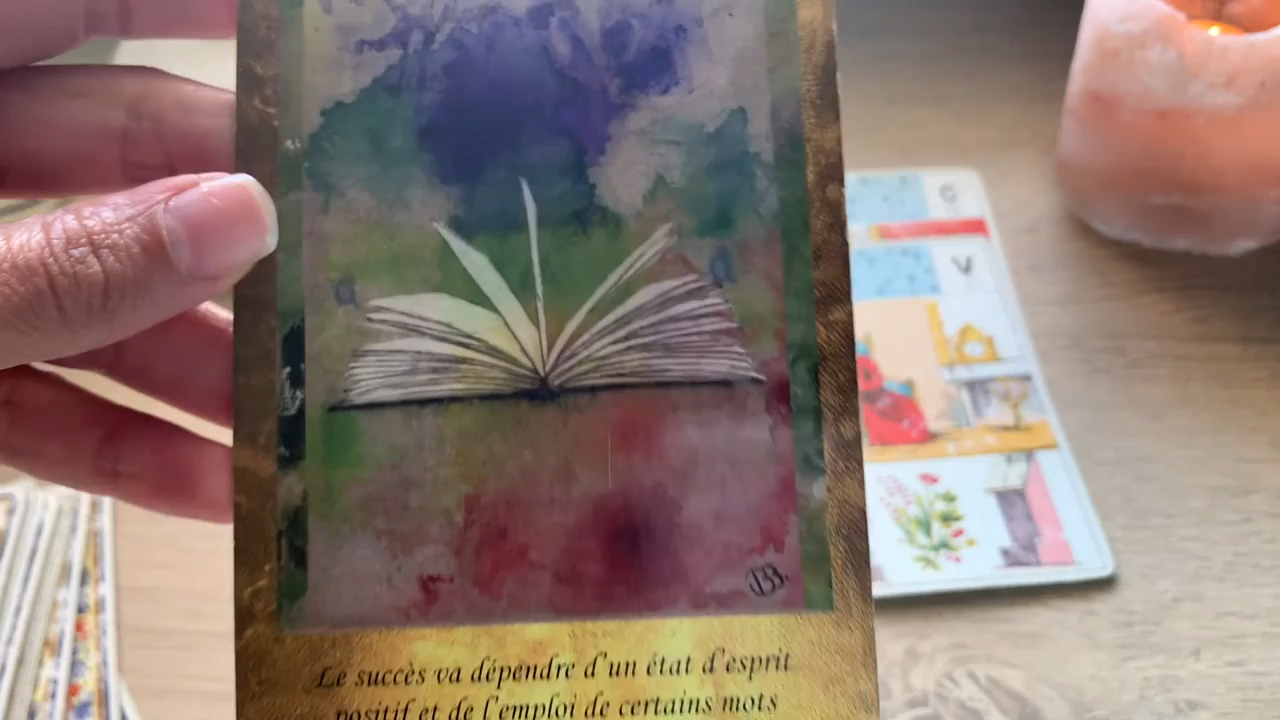 a
a
G
V
Le succès va dépendre d'un état d'esprit
positif et de l'emploi de certains mots